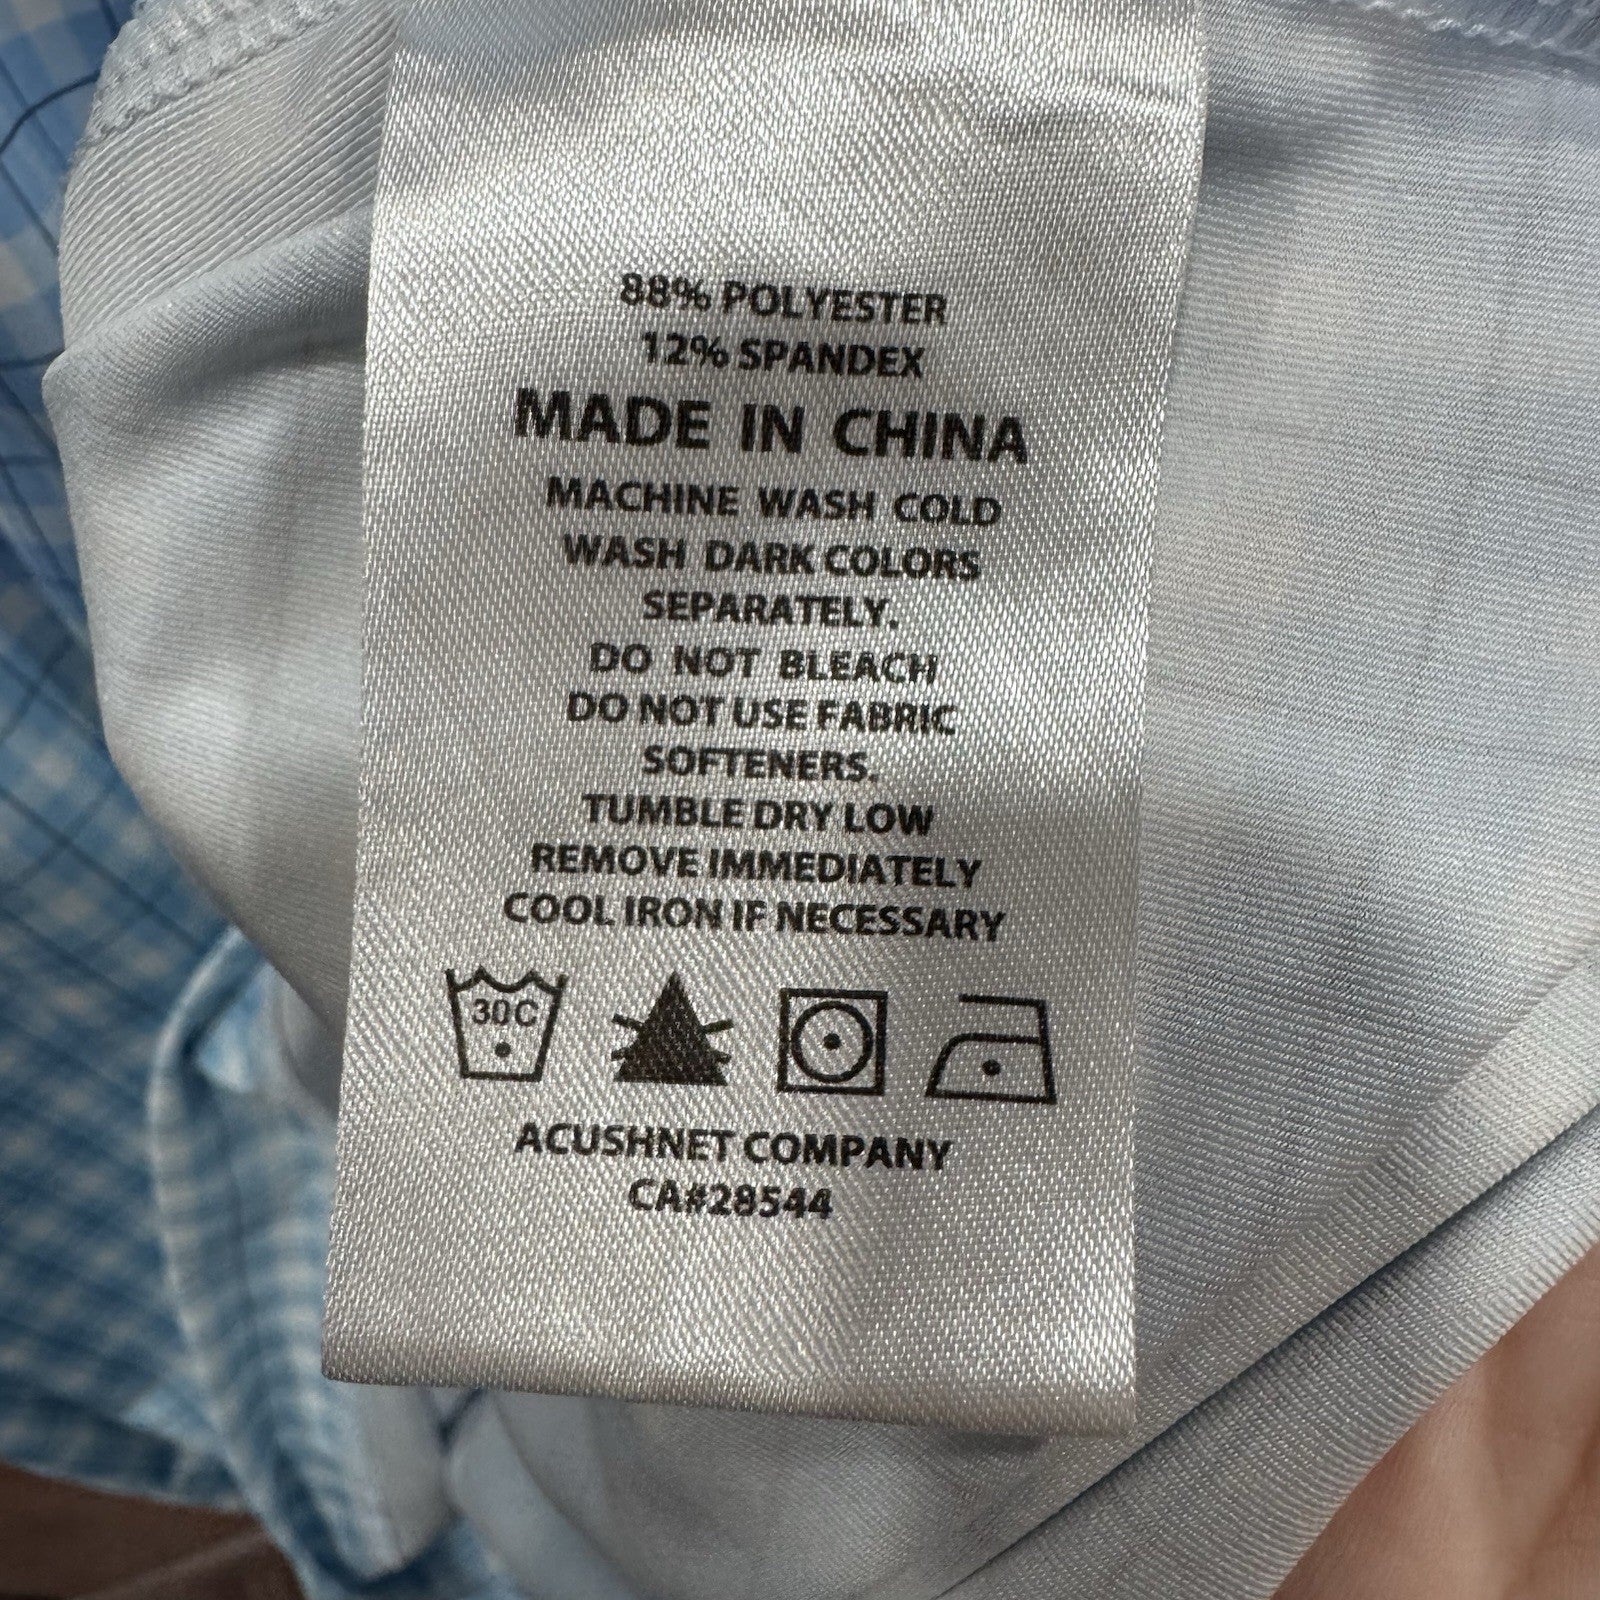 88% POLYESTER
12% SPANDEX
MADE IN CHINA
MACHINE WASH COLD
WASH DARK COLORS
SEPARATELY.
DO NOT BLEACH
DO NOT USE FABRIC
SOFTENERS.
TUMBLE DRY LOW
REMOVE IMMEDIATELY
COOL IRON IF NECESSARY
30C
ACUSHNET COMPANY
CA#28544